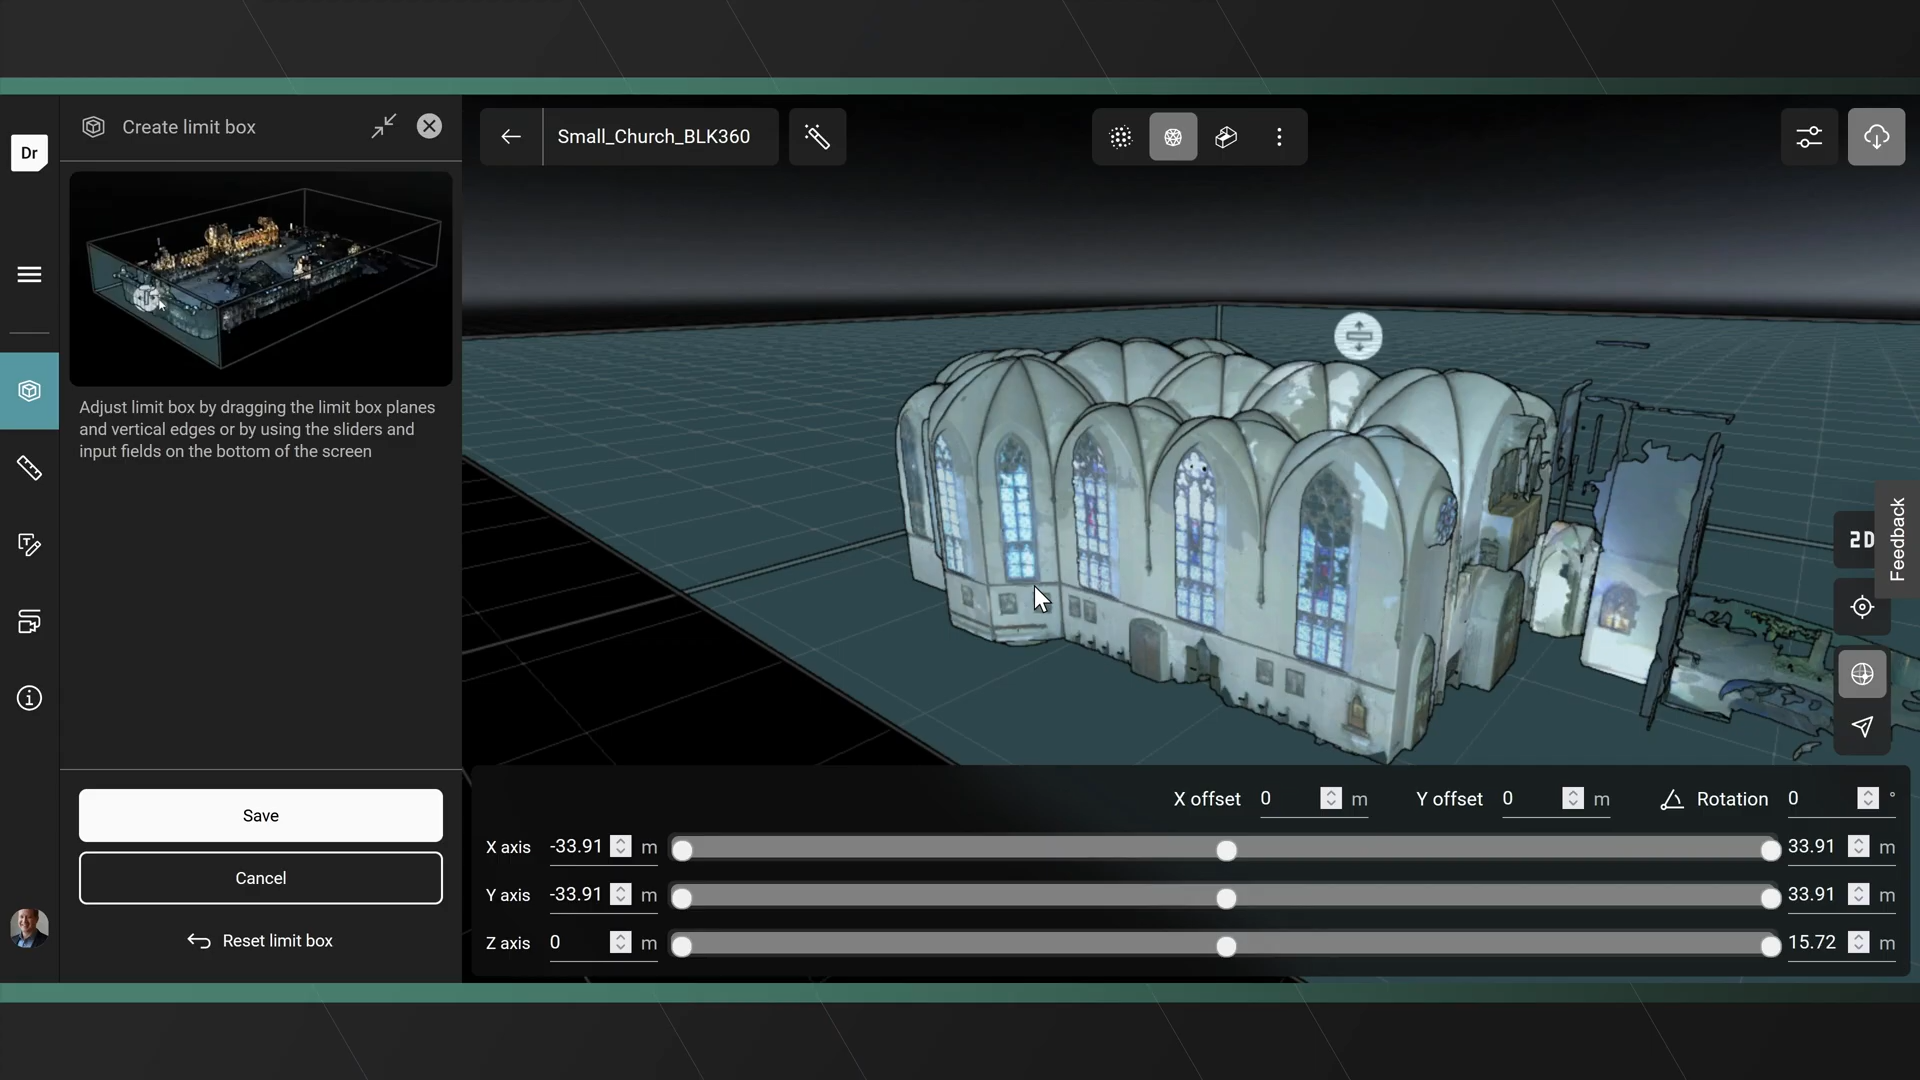 Create limit box
Dr
Small_Church_BLK360
Adjust limit box by dragging the limit box planes
and vertical edges or by using the sliders and
input fields on the bottom of the screen
2D
Feedback
Save
Cancel
Reset limit box
X offset 0 m Y offset 0 m Rotation 0 °
X axis -33.91 m 33.91 m
Y axis -33.91 m 33.91 m
Z axis 0 m 15.72 m